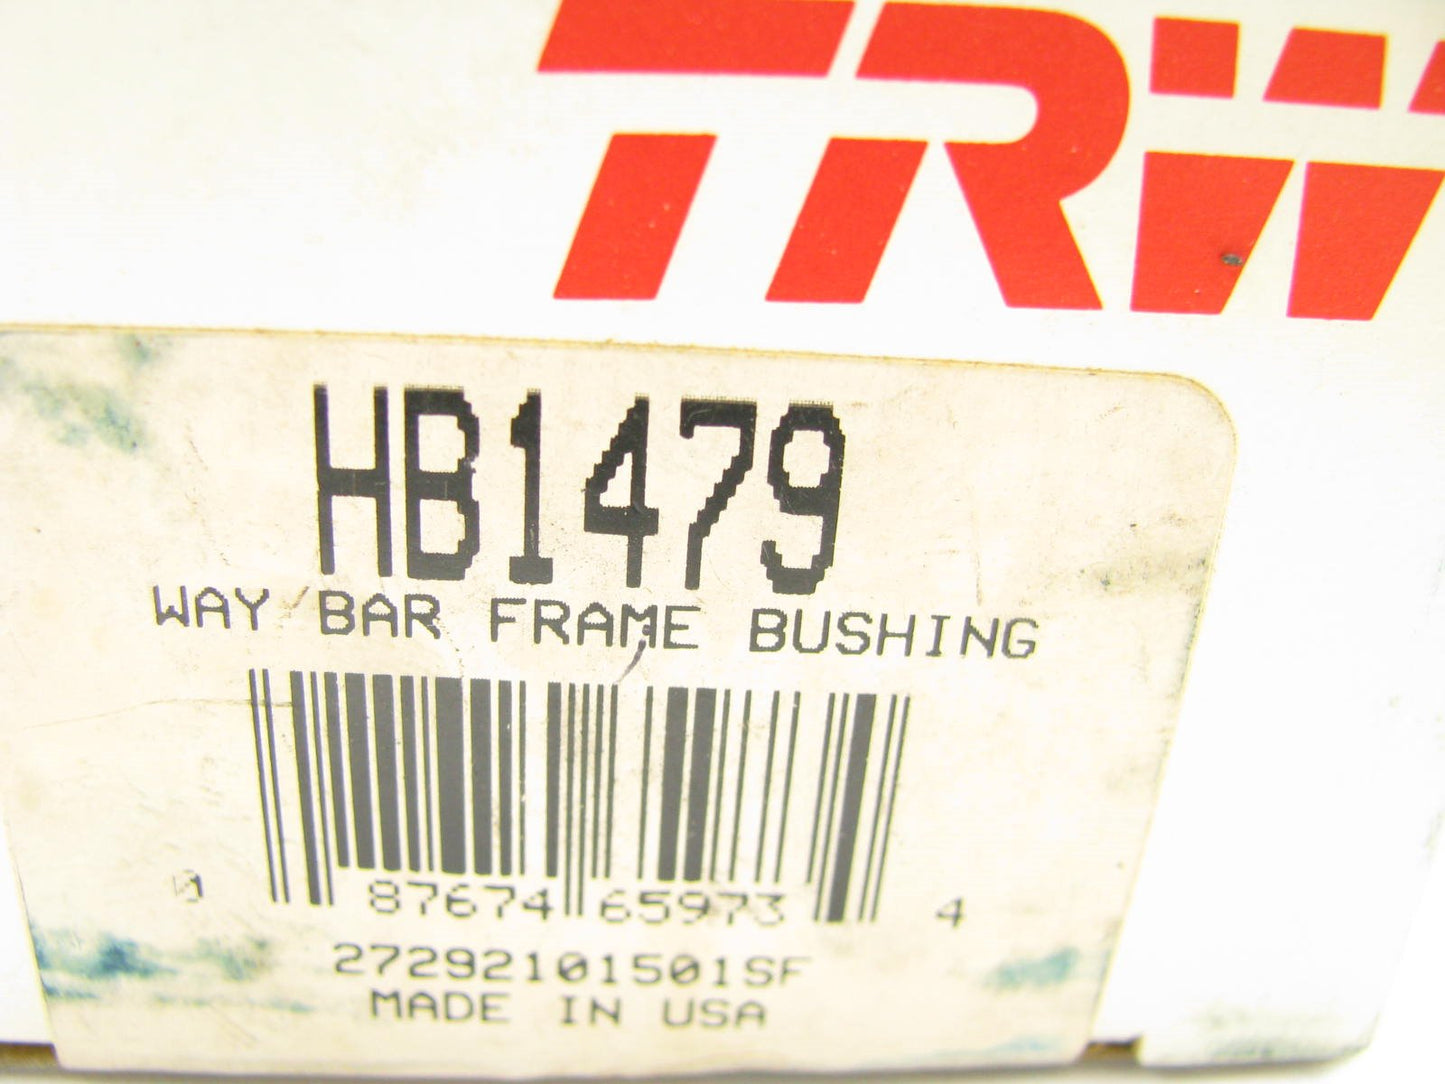 TRW
HB1479
WAY BAR FRAME BUSHING
0 87674 65973 4
27292101501SF
MADE IN USA